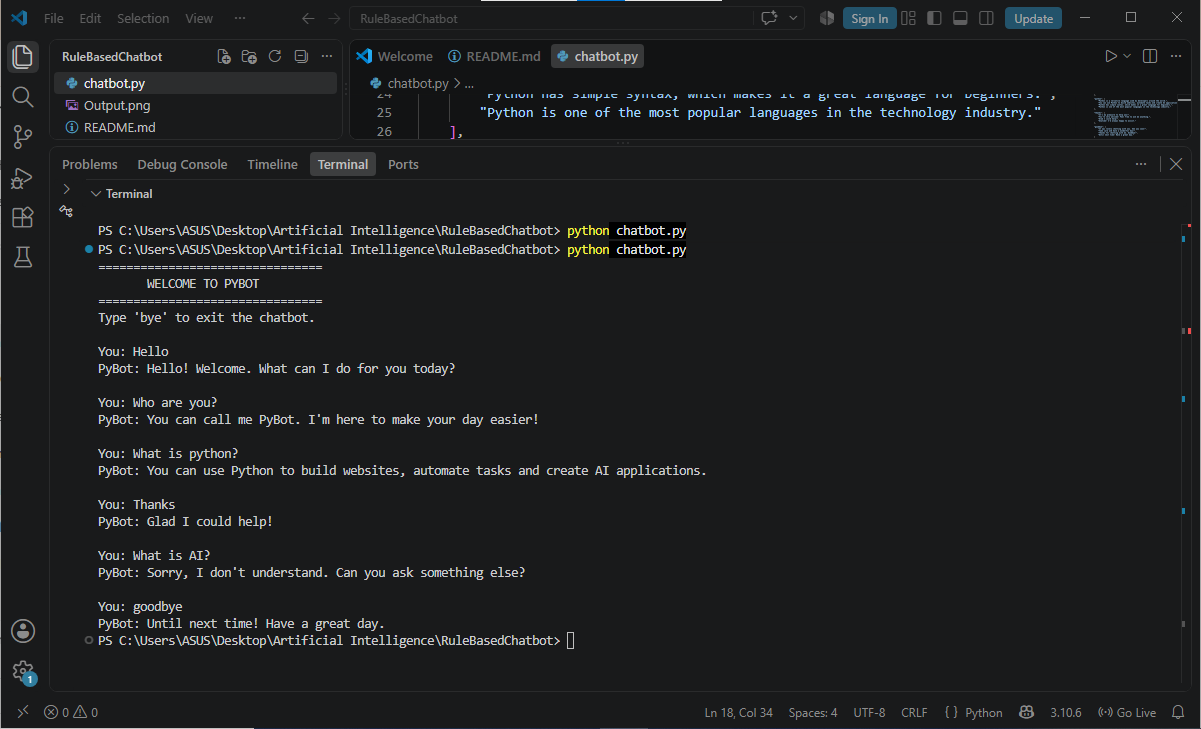 File Edit Selection View ··· RuleBasedChatbot Sign In Update
RuleBasedChatbot
chatbot.py
Output.png
README.md
Welcome README.md chatbot.py
chatbot.py > ...
24 "Python has simple syntax, which makes it a great language for beginners.",
25 "Python is one of the most popular languages in the technology industry."
26 ],
Problems Debug Console Timeline Terminal Ports
Terminal
PS C:\Users\ASUS\Desktop\Artificial Intelligence\RuleBasedChatbot> python chatbot.py
PS C:\Users\ASUS\Desktop\Artificial Intelligence\RuleBasedChatbot> python chatbot.py
================================
WELCOME TO PYBOT
================================
Type 'bye' to exit the chatbot.
You: Hello
PyBot: Hello! Welcome. What can I do for you today?
You: Who are you?
PyBot: You can call me PyBot. I'm here to make your day easier!
You: What is python?
PyBot: You can use Python to build websites, automate tasks and create AI applications.
You: Thanks
PyBot: Glad I could help!
You: What is AI?
PyBot: Sorry, I don't understand. Can you ask something else?
You: goodbye
PyBot: Until next time! Have a great day.
PS C:\Users\ASUS\Desktop\Artificial Intelligence\RuleBasedChatbot>
1
0 0 Ln 18, Col 34 Spaces: 4 UTF-8 CRLF { } Python 3.10.6 Go Live